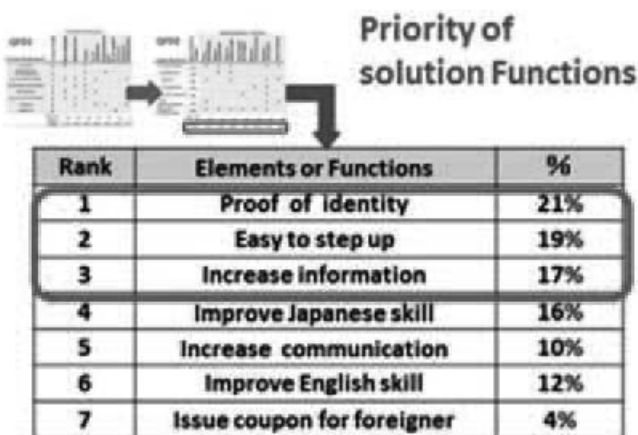 Priority of
solution Functions
Rank Elements or Functions %
1 Proof of identity 21%
2 Easy to step up 19%
3 Increase information 17%
4 Improve Japanese skill 16%
5 Increase communication 10%
6 Improve English skill 12%
7 Issue coupon for foreigner 4%